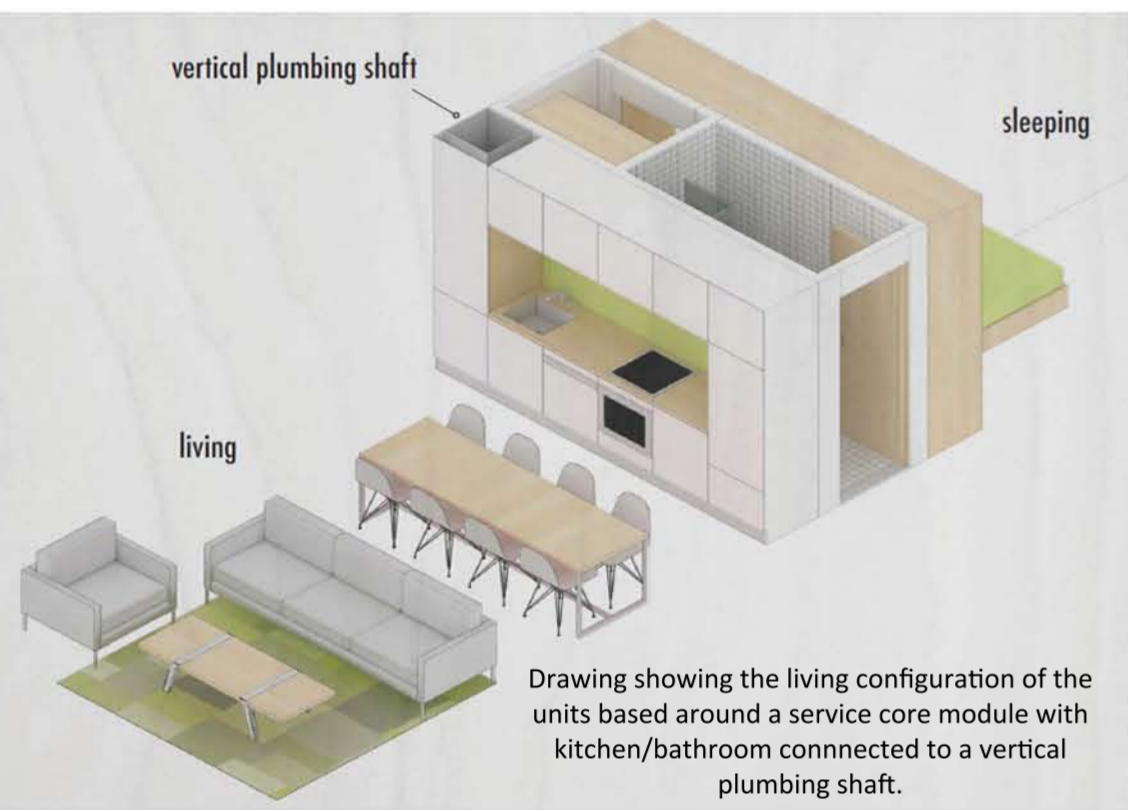 vertical plumbing shaft
sleeping
living
Drawing showing the living configuration of the
units based around a service core module with
kitchen/bathroom connnected to a vertical
plumbing shaft.